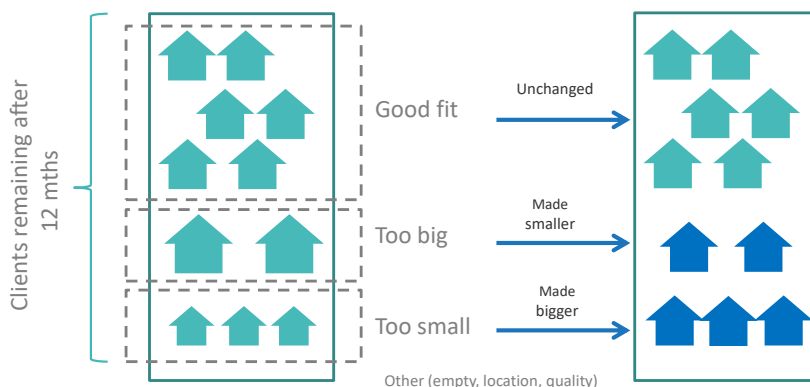 Clients remaining after
12 mths
Good fit
Unchanged
Too big
Made
smaller
Too small
Made
bigger
Other (empty, location, quality)